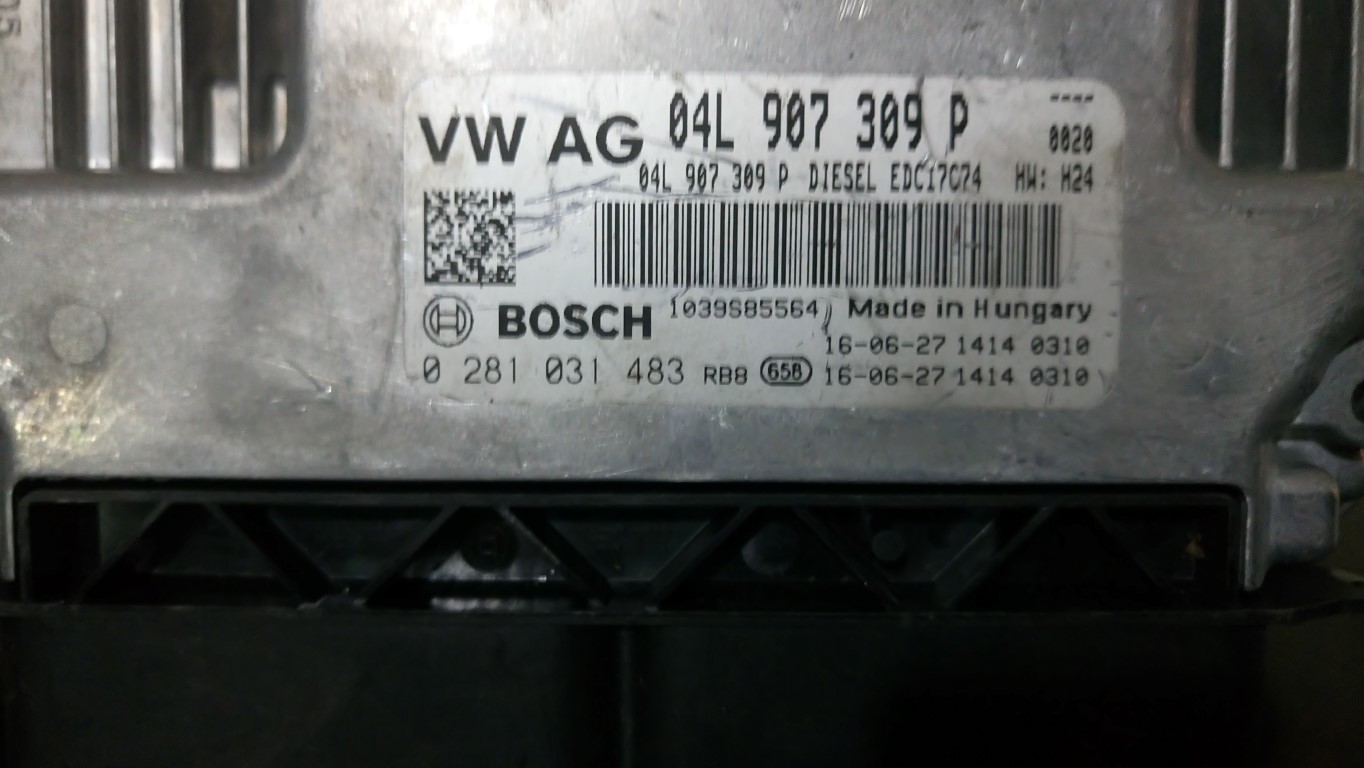 VW AG 04L 907 309 P ----
0020
04L 907 309 P DIESEL EDC17C74 HW: H24
BOSCH 1039S85564 Made in Hungary
16-06-27 1414 0310
0 281 031 483 RB8 658 16-06-27 1414 0310